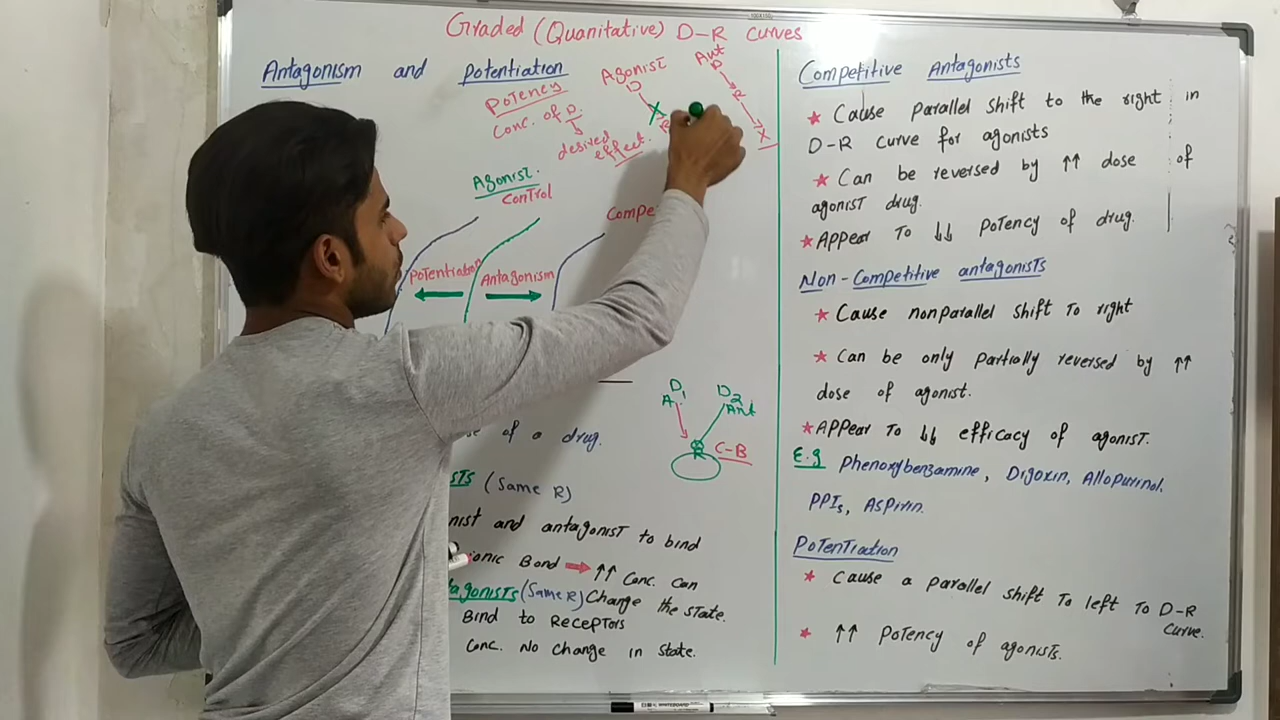 Graded (Quanitative) D-R curves
Antagonism and Potentiation
Potency
Conc. of D.
desired
effect.
Agonist
D
Ant
D
R
X
Agonist.
Control
Compe
Potentiation
Antagonism
D1
A.
D2
Ant
R
C-B
se of a drug.
sts (Same R)
nist and antagonist to bind
ionic Bond → ↑↑ Conc. can
tagonists (Same R) Change the state.
Bind to Receptors
Conc. No change in state.
Competitive Antagonists
★ Cause parallel shift to the right in
D-R curve for agonists
★ Can be reversed by ↑↑ dose of
agonist drug.
★ Appear to ↓↓ potency of drug.
Non-Competitive antagonists
★ Cause nonparallel shift to right
★ Can be only partially reversed by ↑↑
dose of agonist.
★ Appear to ↓↓ efficacy of agonist.
E.g Phenoxybenzamine, Digoxin, Allopurinol.
PPIs, Aspirin.
Potentiation
★ Cause a parallel shift to left to D-R
Curve.
★ ↑↑ Potency of agonists.
WHITEBOARD